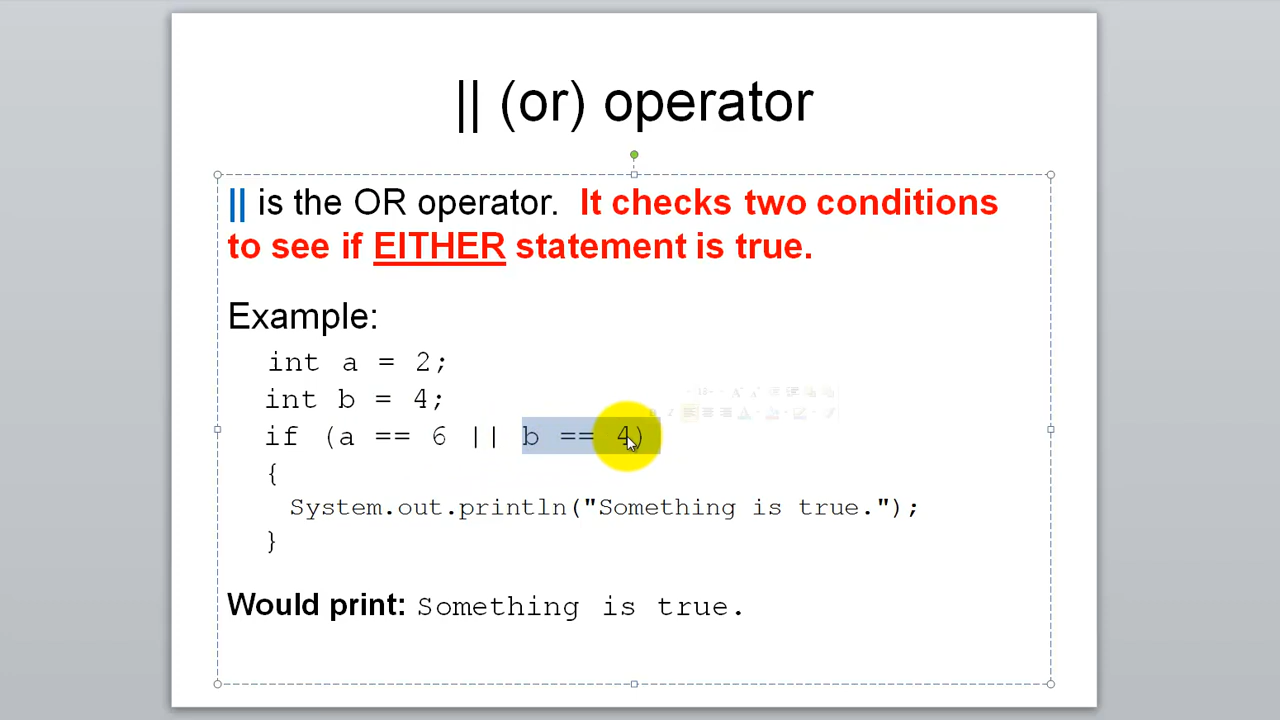 || (or) operator
|| is the OR operator.  It checks two conditions
to see if EITHER statement is true.
Example:
int a = 2;
int b = 4;
if (a == 6 || b == 4)
{
System.out.println("Something is true.");
}
Would print: Something is true.